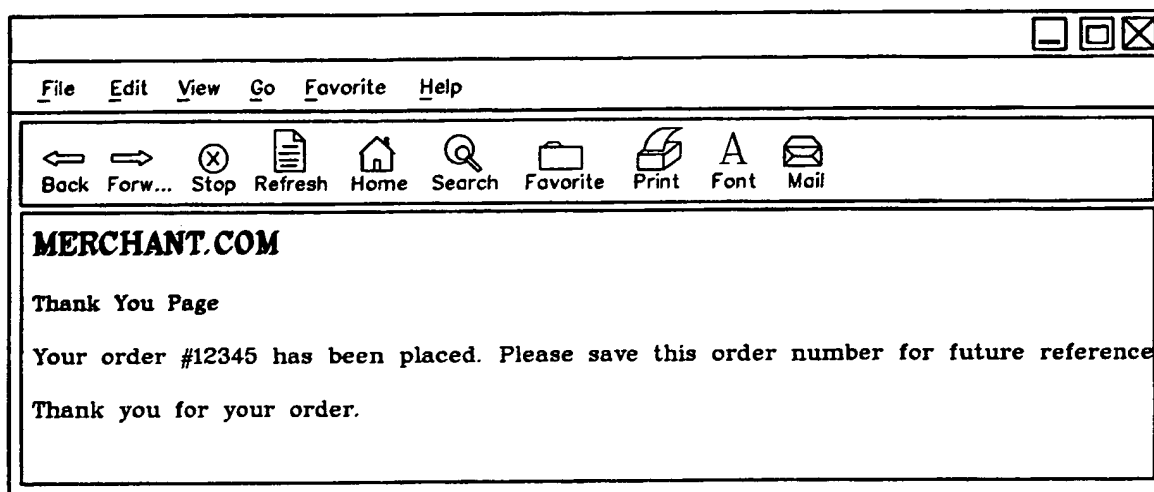 File Edit View Go Favorite Help
Back Forw... Stop Refresh Home Search Favorite Print Font Mail
MERCHANT.COM
Thank You Page
Your order #12345 has been placed. Please save this order number for future reference
Thank you for your order.